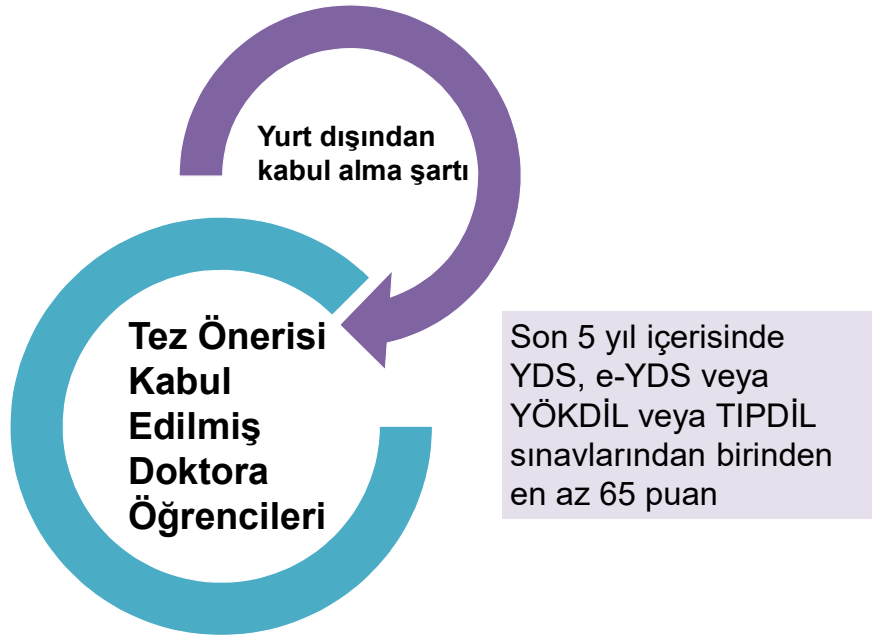 Yurt dışından
kabul alma şartı
Tez Önerisi
Kabul
Edilmiş
Doktora
Öğrencileri
Son 5 yıl içerisinde
YDS, e-YDS veya
YÖKDİL veya TIPDİL
sınavlarından birinden
en az 65 puan